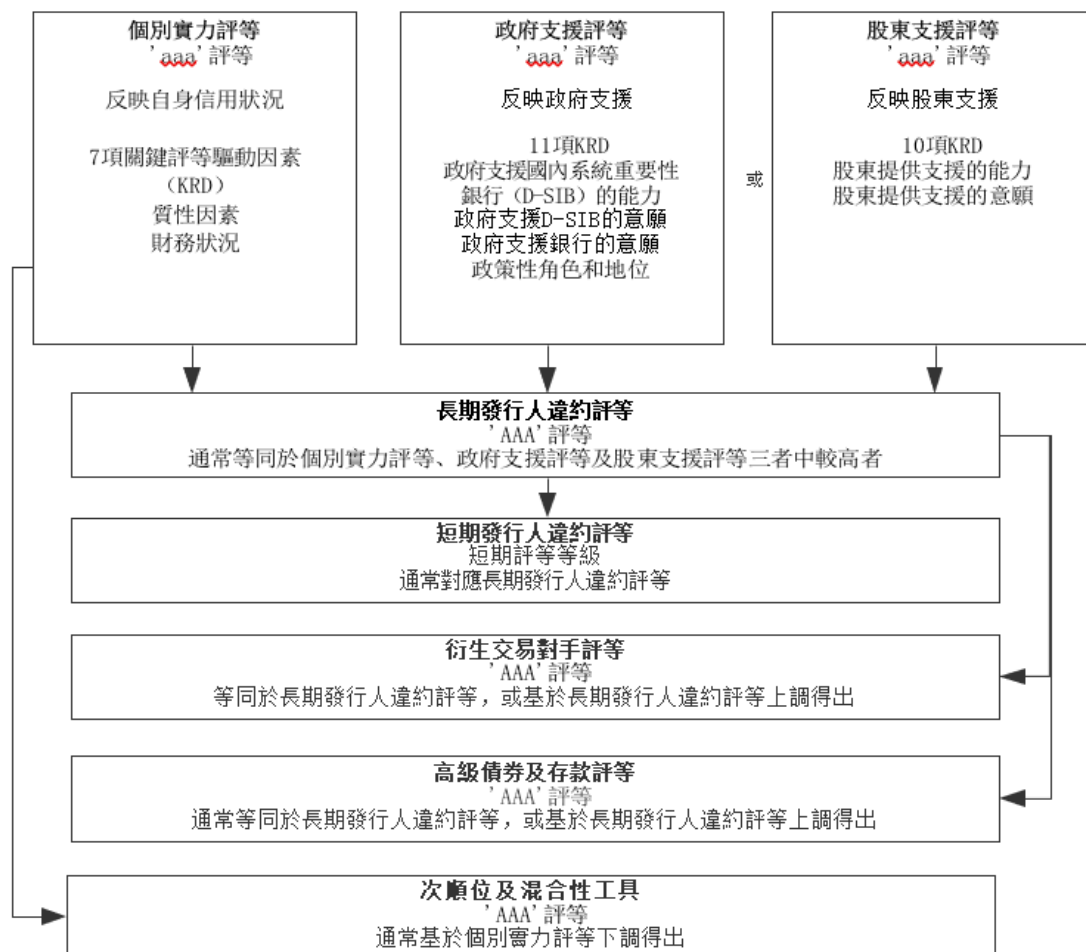 個別實力評等
'aaa'評等
反映自身信用狀況
7項關鍵評等驅動因素
（KRD）
質性因素
財務狀況
政府支援評等
'aaa'評等
反映政府支援
11項KRD
政府支援國內系統重要性
銀行（D-SIB）的能力
政府支援D-SIB的意願
政府支援銀行的意願
政策性角色和地位
或
股東支援評等
'aaa'評等
反映股東支援
10項KRD
股東提供支援的能力
股東提供支援的意願
長期發行人違約評等
'AAA'評等
通常等同於個別實力評等、政府支援評等及股東支援評等三者中較高者
短期發行人違約評等
短期評等等級
通常對應長期發行人違約評等
衍生交易對手評等
'AAA'評等
等同於長期發行人違約評等，或基於長期發行人違約評等上調得出
高級債券及存款評等
'AAA'評等
通常等同於長期發行人違約評等，或基於長期發行人違約評等上調得出
次順位及混合性工具
'AAA'評等
通常基於個別實力評等下調得出